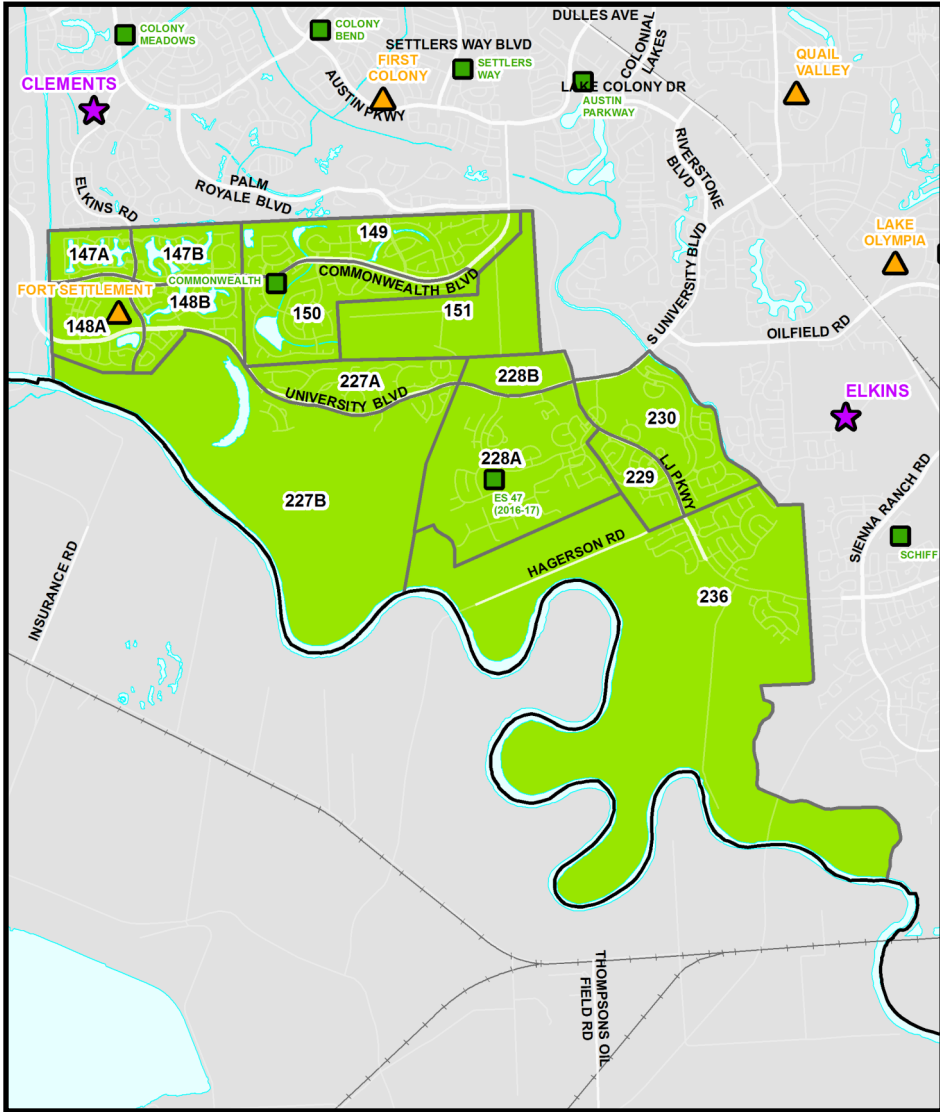 DULLES AVE
COLONY
MEADOWS
COLONY
BEND
SETTLERS WAY BLVD
COLONIAL
LAKES
FIRST
COLONY
SETTLERS
WAY
QUAIL
VALLEY
CLEMENTS
AUSTIN PKWY
LAKE COLONY DR
AUSTIN
PARKWAY
RIVERSTONE
BLVD
PALM
ROYALE BLVD
ELKINS RD
149
LAKE
OLYMPIA
147A
147B
COMMONWEALTH
COMMONWEALTH BLVD
S UNIVERSITY BLVD
FORT SETTLEMENT
148B
150
151
148A
OILFIELD RD
227A
228B
UNIVERSITY BLVD
ELKINS
230
228A
229
LJ PKWY
227B
ES 47
(2016-17)
SIENNA RANCH RD
HAGERSON RD
SCHIFF
INSURANCE RD
236
THOMPSONS OIL
FIELD RD